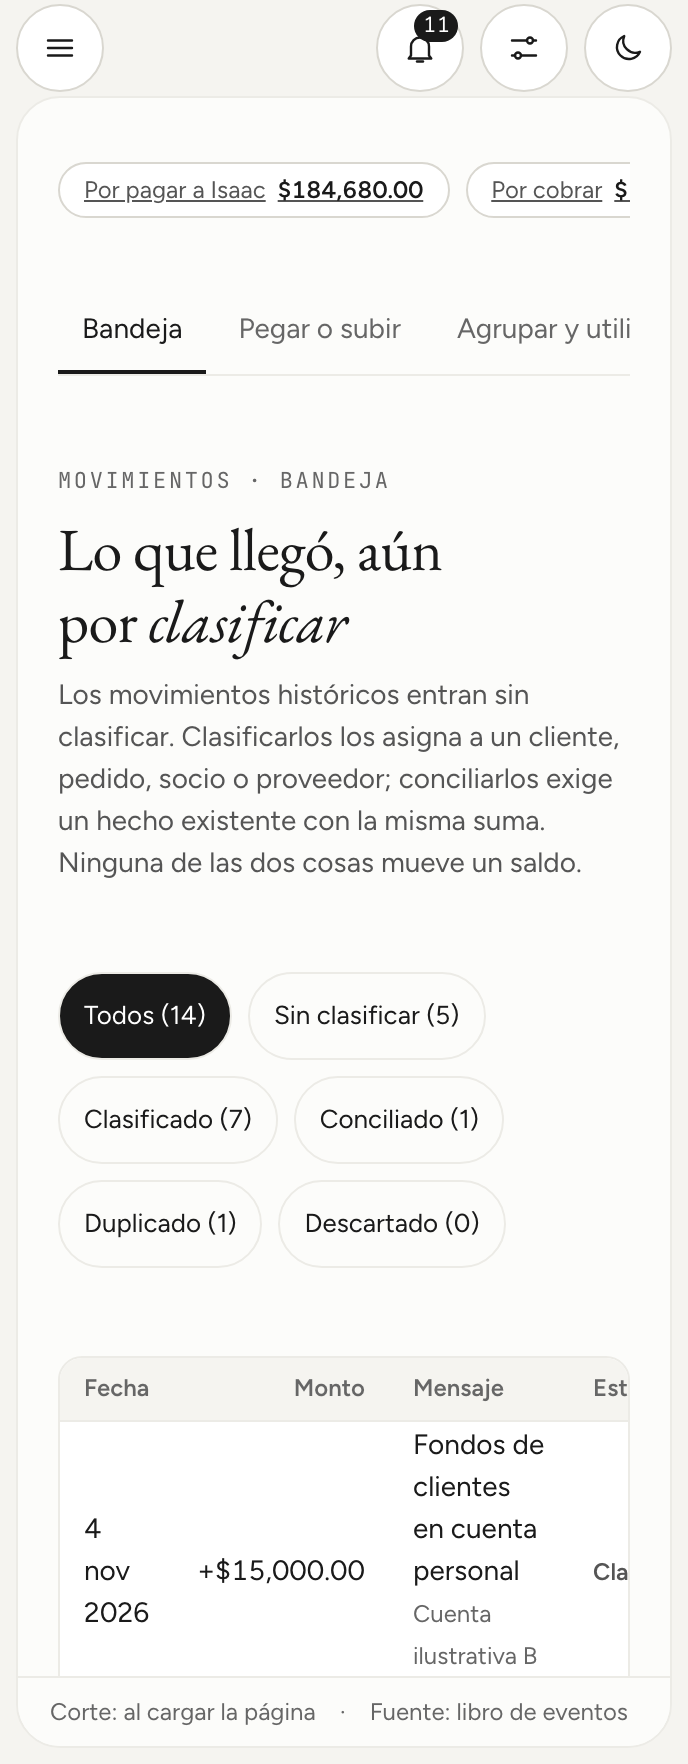 11
Por pagar a Isaac $184,680.00 Por cobrar $
Bandeja Pegar o subir Agrupar y utili
MOVIMIENTOS · BANDEJA
Lo que llegó, aún
por clasificar
Los movimientos históricos entran sin
clasificar. Clasificarlos los asigna a un cliente,
pedido, socio o proveedor; conciliarlos exige
un hecho existente con la misma suma.
Ninguna de las dos cosas mueve un saldo.
Todos (14) Sin clasificar (5)
Clasificado (7) Conciliado (1)
Duplicado (1) Descartado (0)
Fecha Monto Mensaje Est
Fondos de
clientes
4 en cuenta
nov +$15,000.00 personal Cla
2026 Cuenta
ilustrativa B
Corte: al cargar la página · Fuente: libro de eventos